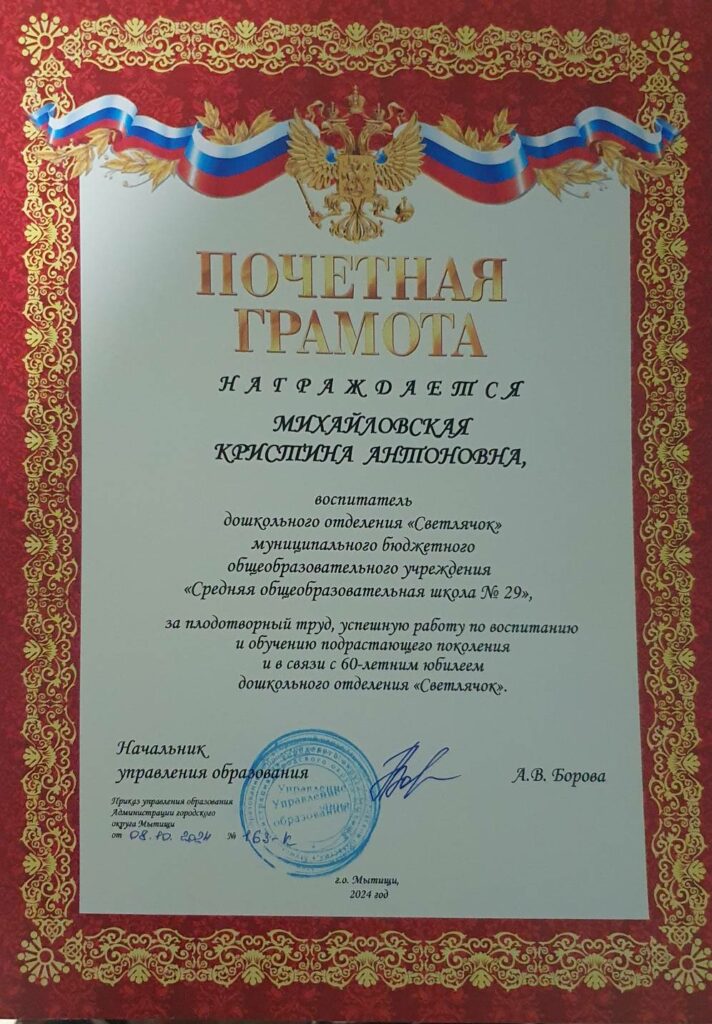 ПОЧЕТНАЯ
ГРАМОТА
НАГРАЖДАЕТСЯ
МИХАЙЛОВСКАЯ
КРИСТИНА АНТОНОВНА,
воспитатель
дошкольного отделения «Светлячок»
муниципального бюджетного
общеобразовательного учреждения
«Средняя общеобразовательная школа № 29»,
за плодотворный труд, успешную работу по воспитанию
и обучению подрастающего поколения
и в связи с 60-летним юбилеем
дошкольного отделения «Светлячок».
Начальник
управления образования
А.В. Борова
Приказ управления образования
Администрации городского
округа Мытищи
от 08.10.2024 № 163-к
Управление
образования
г.о. Мытищи,
2024 год